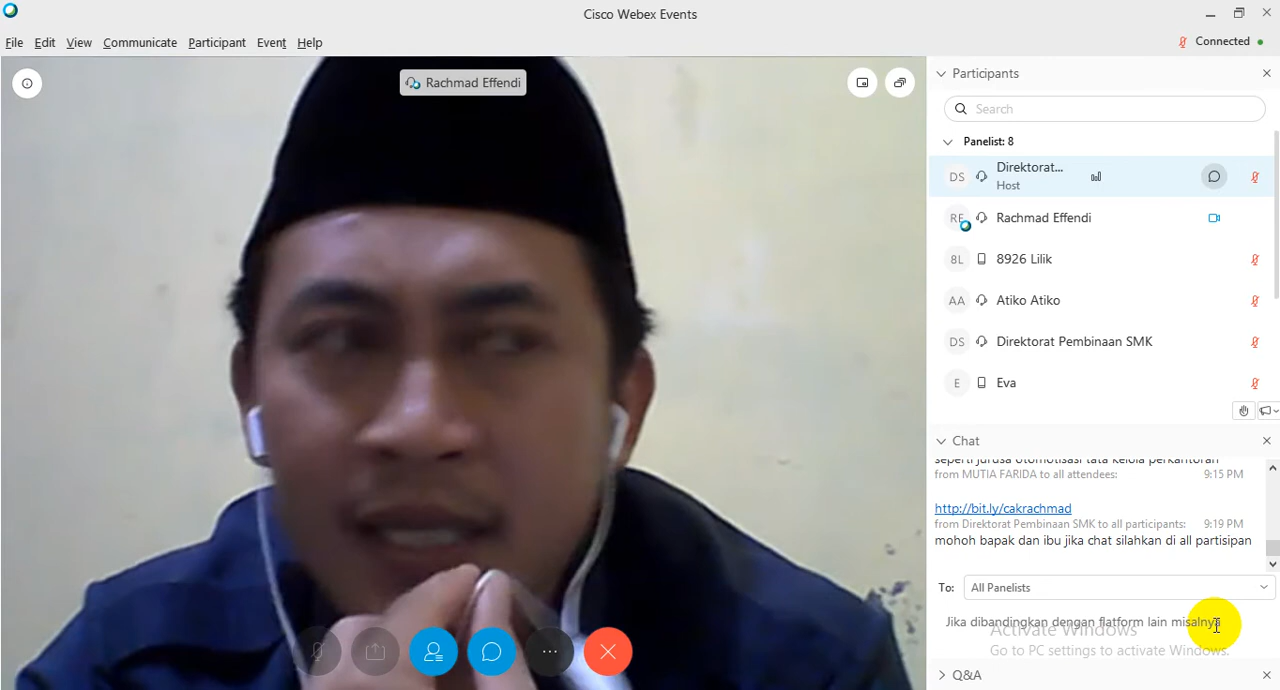 Cisco Webex Events
File Edit View Communicate Participant Event Help
Connected
Rachmad Effendi
Participants
Search
Panelist: 8
DS
Direktorat...
Host
RE
Rachmad Effendi
8L
8926 Lilik
AA
Atiko Atiko
DS
Direktorat Pembinaan SMK
E
Eva
Chat
seperti jurusa otomotisasi tata kelola perkantoran
from MUTIA FARIDA to all attendees: 9:15 PM
http://bit.ly/cakrachmad
from Direktorat Pembinaan SMK to all participants: 9:19 PM
mohoh bapak dan ibu jika chat silahkan di all partisipan
To: All Panelists
Jika dibandingkan dengan flatform lain misalnya
Activate Windows
Go to PC settings to activate Windows.
Q&A